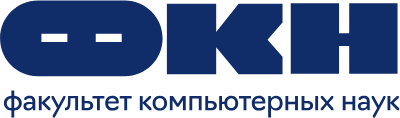 ФКН
факультет компьютерных наук